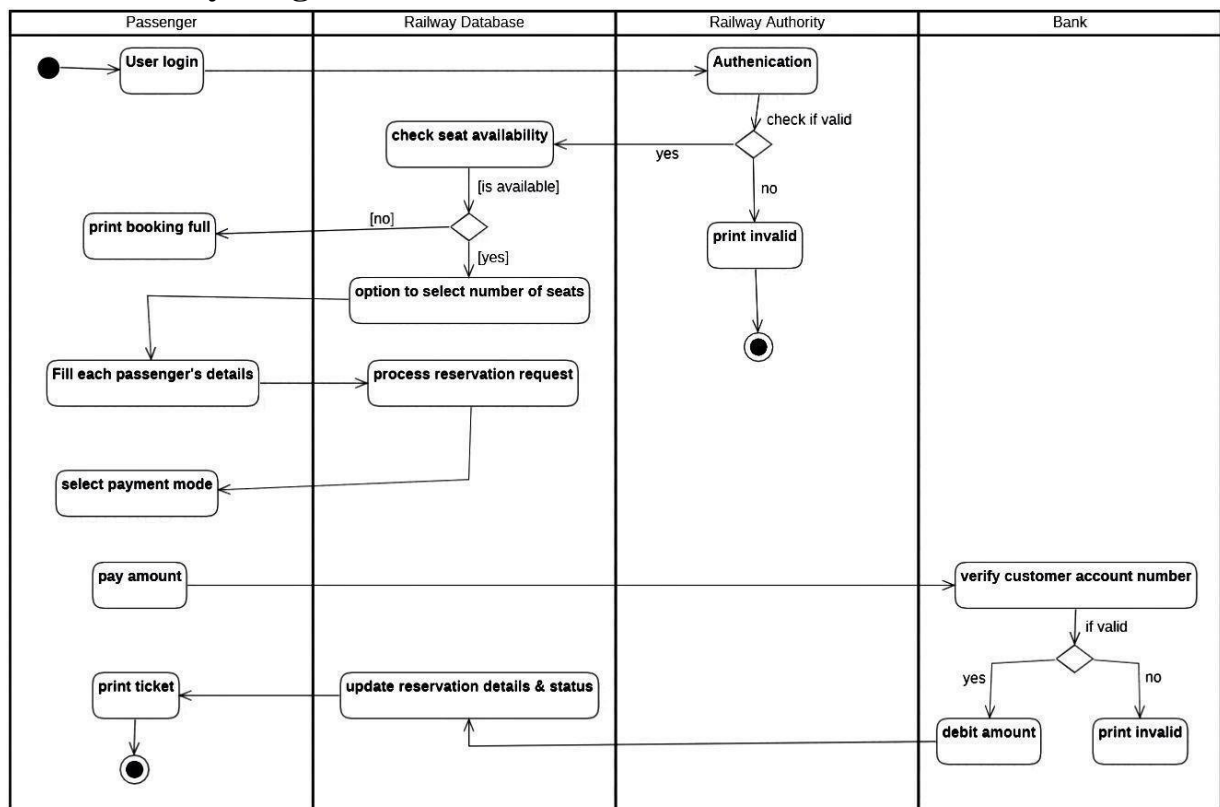 Passenger
Railway Database
Railway Authority
Bank
User login
Authenication
check if valid
check seat availability
yes
[is available]
no
print booking full
[no]
print invalid
[yes]
option to select number of seats
Fill each passenger's details
process reservation request
select payment mode
pay amount
verify customer account number
if valid
yes
no
print ticket
update reservation details & status
debit amount
print invalid